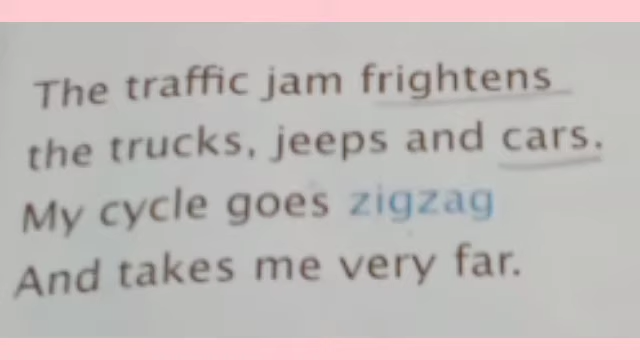 The traffic jam frightens
the trucks, jeeps and cars.
My cycle goes zigzag
And takes me very far.